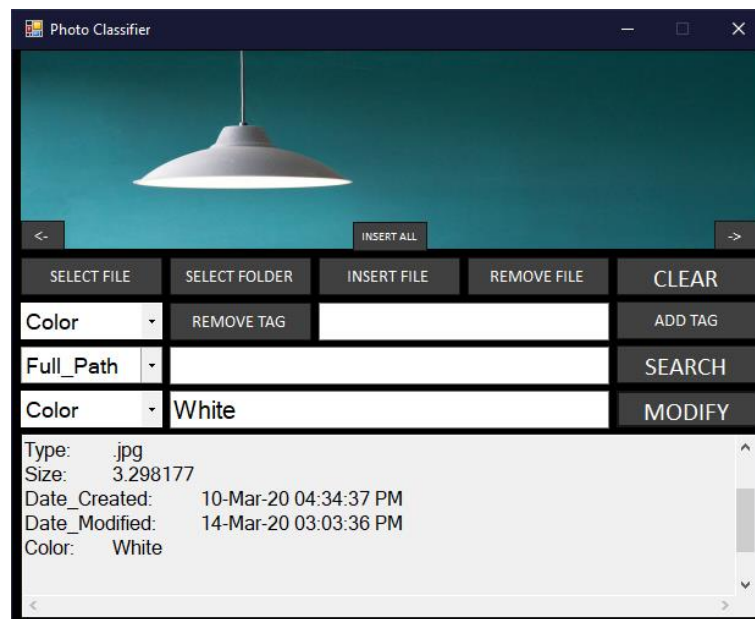 Photo Classifier
<- INSERT ALL ->
SELECT FILE SELECT FOLDER INSERT FILE REMOVE FILE CLEAR
Color REMOVE TAG ADD TAG
Full_Path SEARCH
Color White MODIFY
Type: .jpg
Size: 3.298177
Date_Created: 10-Mar-20 04:34:37 PM
Date_Modified: 14-Mar-20 03:03:36 PM
Color: White